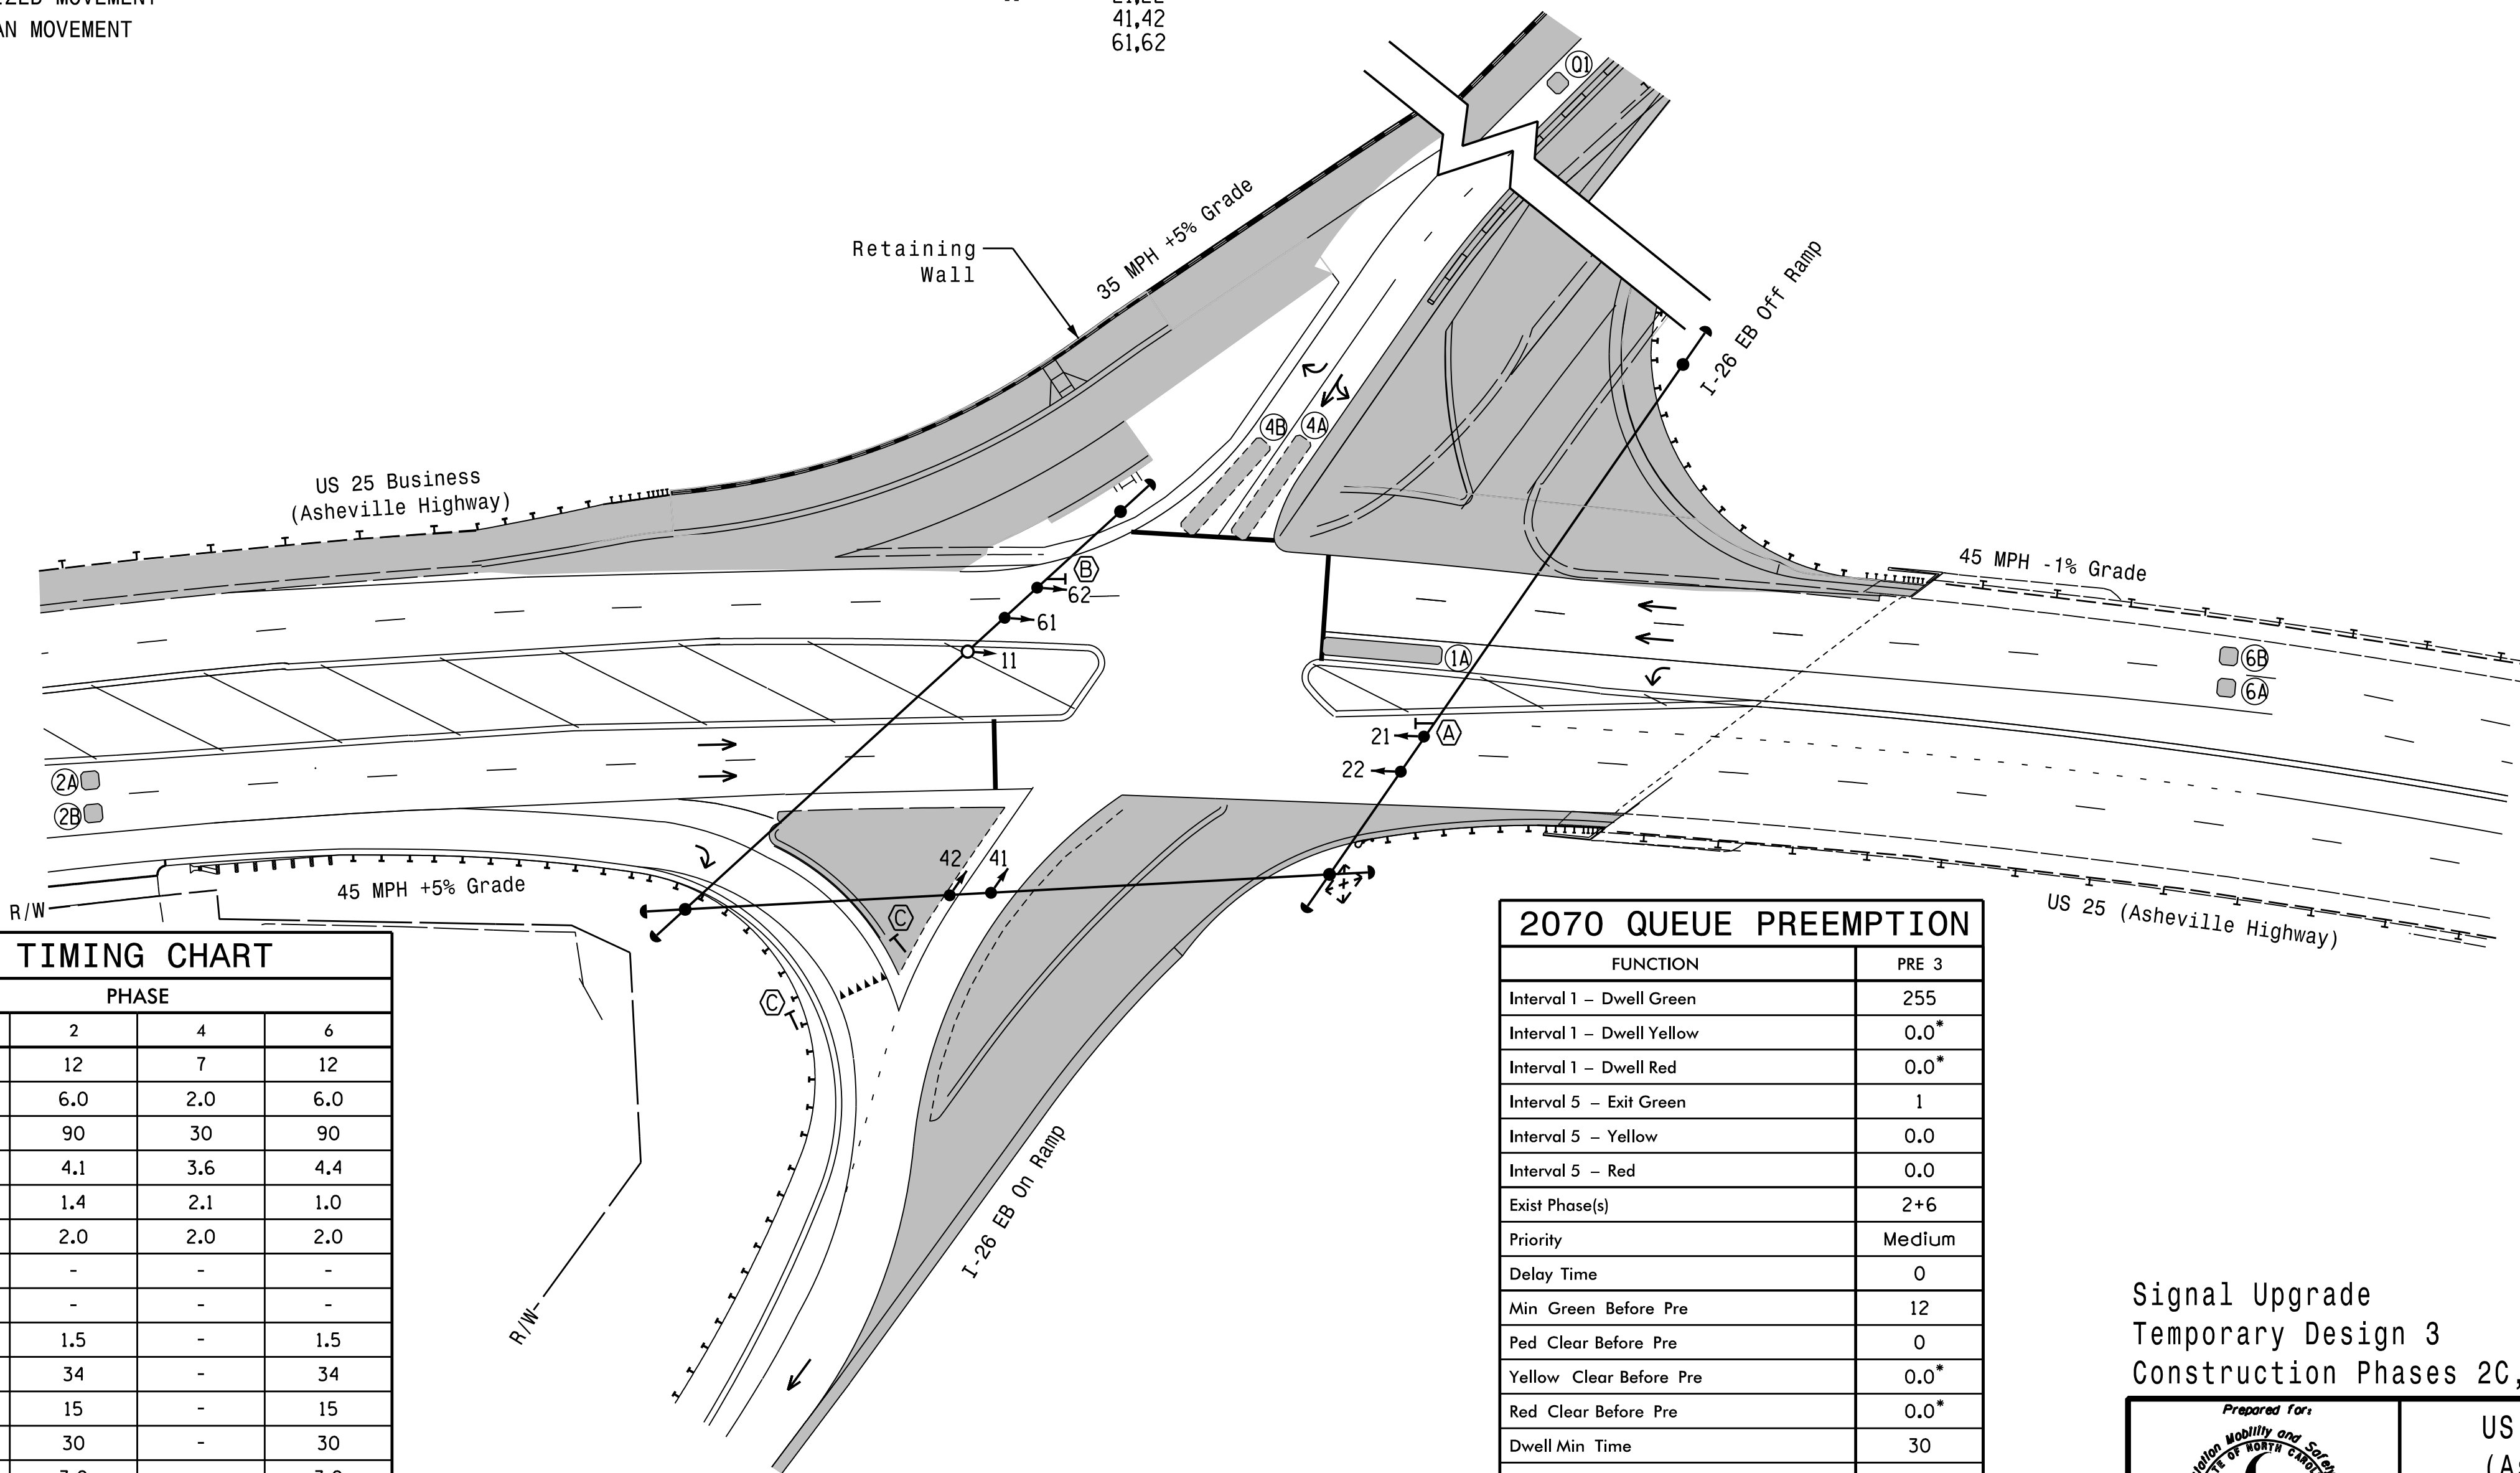 AN MOVEMENT
41,42
61,62
Q1
Retaining
Wall
35 MPH +5% Grade
I-26 EB Off Ramp
4B
4A
US 25 Business
(Asheville Highway)
B
62
61
11
1A
45 MPH -1% Grade
6B
6A
21
A
22
2A
2B
42
41
C
45 MPH +5% Grade
R/W
C
US 25 (Asheville Highway)
I-26 EB On Ramp
R/W
TIMING CHART
PHASE
2 4 6
12 7 12
6.0 2.0 6.0
90 30 90
4.1 3.6 4.4
1.4 2.1 1.0
2.0 2.0 2.0
- - -
- - -
1.5 - 1.5
34 - 34
15 - 15
30 - 30
2070 QUEUE PREEMPTION
FUNCTION PRE 3
Interval 1 – Dwell Green 255
Interval 1 – Dwell Yellow 0.0*
Interval 1 – Dwell Red 0.0*
Interval 5 – Exit Green 1
Interval 5 – Yellow 0.0
Interval 5 – Red 0.0
Exist Phase(s) 2+6
Priority Medium
Delay Time 0
Min Green Before Pre 12
Ped Clear Before Pre 0
Yellow Clear Before Pre 0.0*
Red Clear Before Pre 0.0*
Dwell Min Time 30
Signal Upgrade
Temporary Design 3
Construction Phases 2C,
Prepared for:
Mobility and
OF NORTH
US